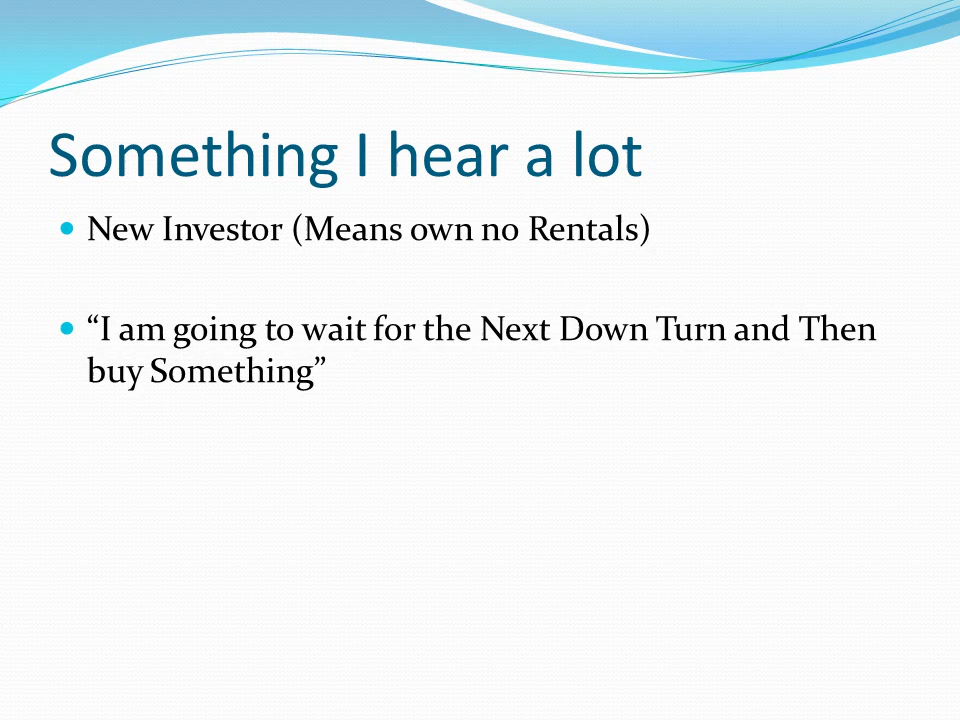 Something I hear a lot
New Investor (Means own no Rentals)
“I am going to wait for the Next Down Turn and Then
buy Something”